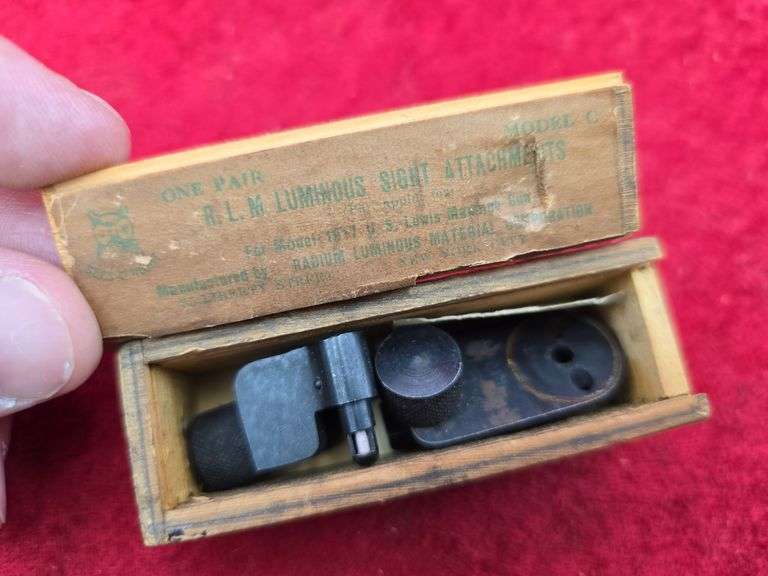 MODEL C
ONE PAIR
R. L. M LUMINOUS SIGHT ATTACHMENTS
For Model 1917 U. S. Lewis Machine Gun
Manufactured by RADIUM LUMINOUS MATERIAL CORPORATION